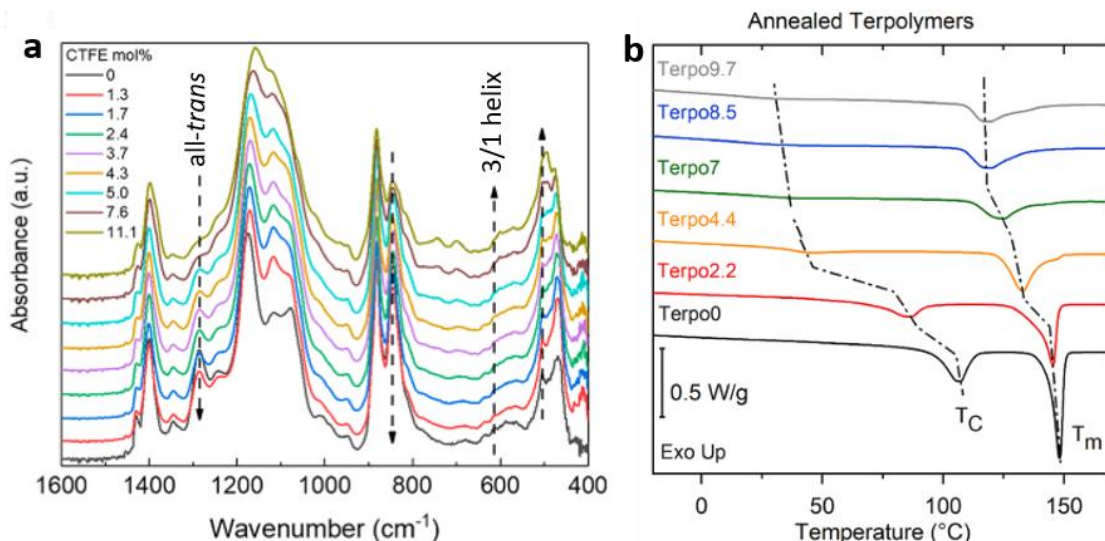 a
CTFE mol%
0
1.3
1.7
2.4
3.7
4.3
5.0
7.6
11.1
all-trans
3/1 helix
Absorbance (a.u.)
1600 1400 1200 1000 800 600 400
Wavenumber (cm⁻¹)
Annealed Terpolymers
b
Terpo9.7
Terpo8.5
Terpo7
Terpo4.4
Terpo2.2
Terpo0
0.5 W/g
T_C
T_m
Exo Up
0 50 100 150
Temperature (°C)